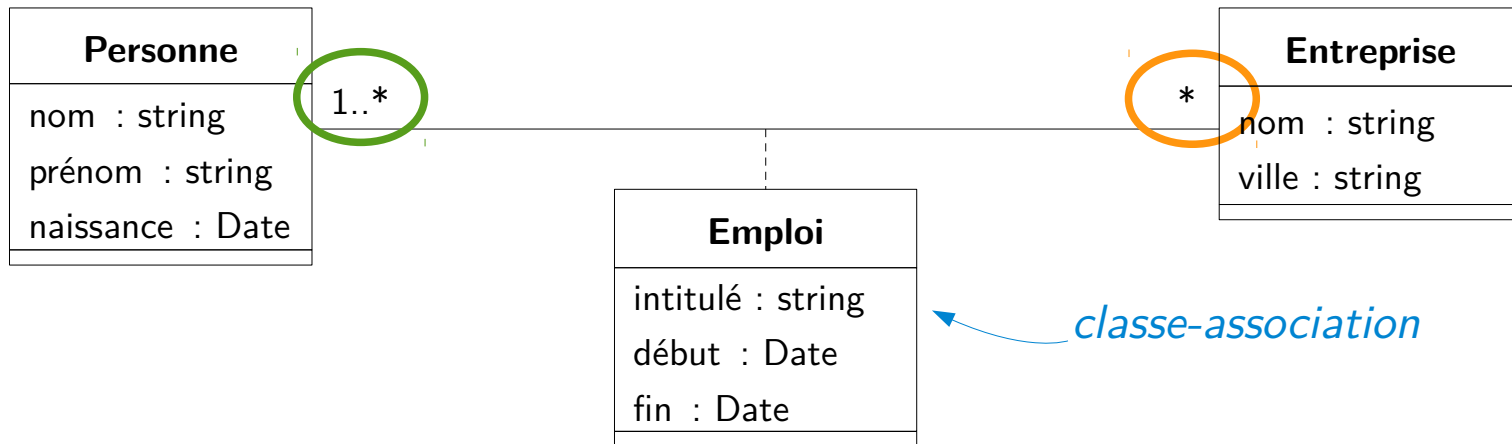 Personne
nom : string
prénom : string
naissance : Date
1..*
*
Entreprise
nom : string
ville : string
Emploi
intitulé : string
début : Date
fin : Date
classe-association